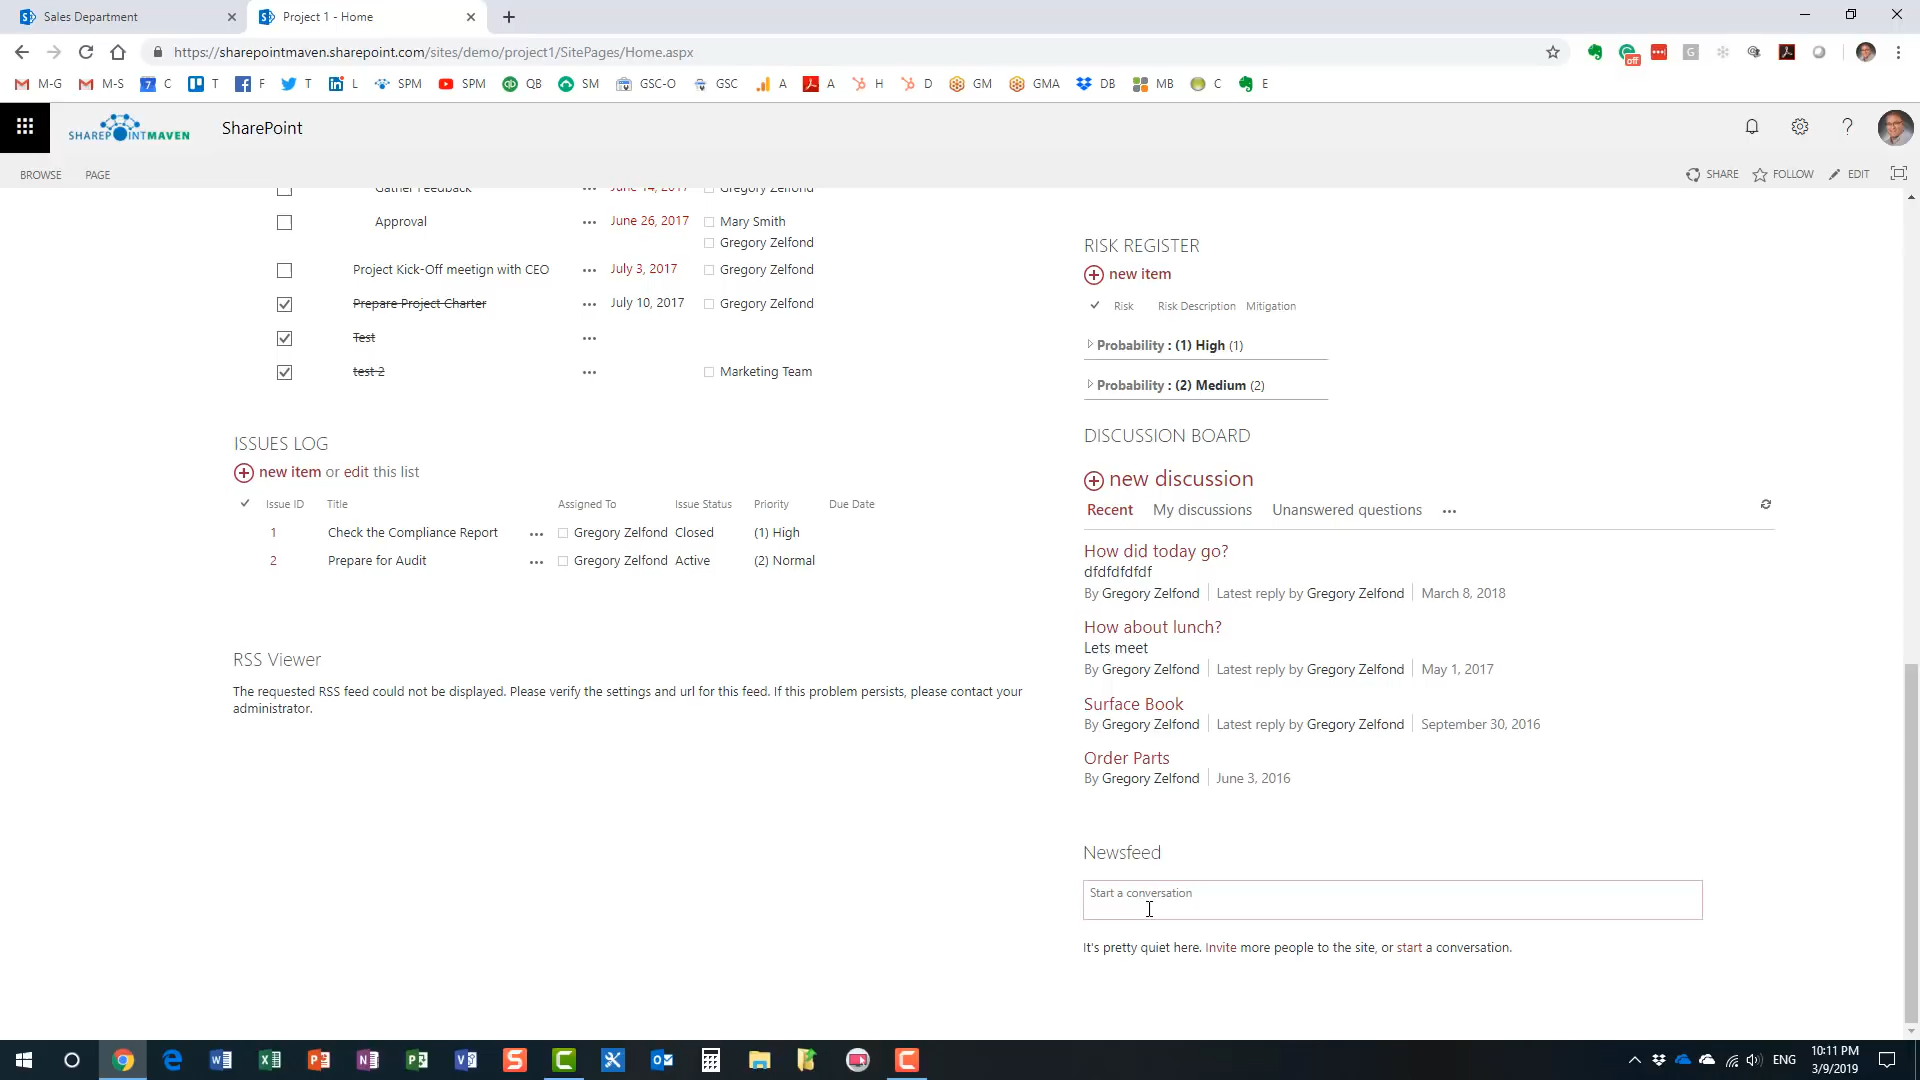 Sales Department
Project 1 - Home
https://sharepointmaven.sharepoint.com/sites/demo/project1/SitePages/Home.aspx
off
G
M-G
M-S
7 C
T
F
T
L
SPM
SPM
QB
SM
GSC-O
GSC
A
A
H
D
GM
GMA
DB
MB
C
E
SHAREPOINTMAVEN
SharePoint
BROWSE
PAGE
SHARE
FOLLOW
EDIT
Gather Feedback June 14, 2017 Gregory Zelfond
Approval June 26, 2017 Mary Smith
Gregory Zelfond
Project Kick-Off meetign with CEO July 3, 2017 Gregory Zelfond
Prepare Project Charter July 10, 2017 Gregory Zelfond
Test
test 2 Marketing Team
ISSUES LOG
new item or edit this list
Issue ID Title Assigned To Issue Status Priority Due Date
1 Check the Compliance Report Gregory Zelfond Closed (1) High
2 Prepare for Audit Gregory Zelfond Active (2) Normal
RSS Viewer
The requested RSS feed could not be displayed. Please verify the settings and url for this feed. If this problem persists, please contact your
administrator.
RISK REGISTER
new item
Risk Risk Description Mitigation
Probability : (1) High (1)
Probability : (2) Medium (2)
DISCUSSION BOARD
new discussion
Recent My discussions Unanswered questions
How did today go?
dfdfdfdfdf
By Gregory Zelfond Latest reply by Gregory Zelfond March 8, 2018
How about lunch?
Lets meet
By Gregory Zelfond Latest reply by Gregory Zelfond May 1, 2017
Surface Book
By Gregory Zelfond Latest reply by Gregory Zelfond September 30, 2016
Order Parts
By Gregory Zelfond June 3, 2016
Newsfeed
Start a conversation
It's pretty quiet here. Invite more people to the site, or start a conversation.
ENG
10:11 PM
3/9/2019